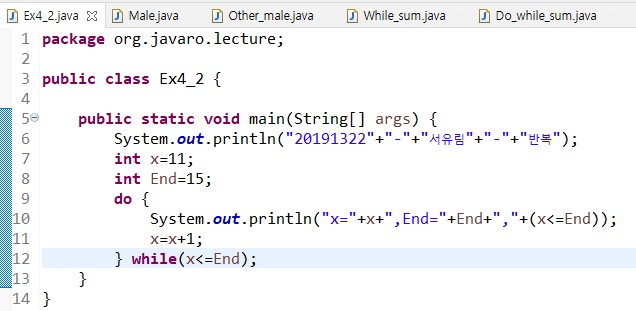 Ex4_2.java Male.java Other_male.java While_sum.java Do_while_sum.java
1 package org.javaro.lecture;
2
3 public class Ex4_2 {
4
5 public static void main(String[] args) {
6 System.out.println("20191322"+"-"+"서유림"+"-"+"반복");
7 int x=11;
8 int End=15;
9 do {
10 System.out.println("x="+x+",End="+End+","+(x<=End));
11 x=x+1;
12 } while(x<=End);
13 }
14 }